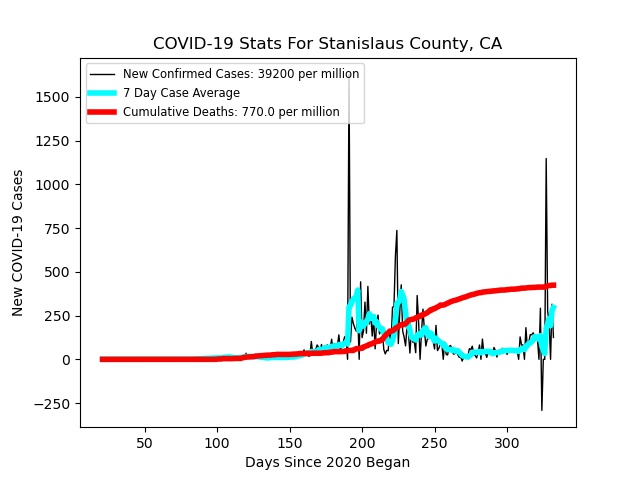 COVID-19 Stats For Stanislaus County, CA
New Confirmed Cases: 39200 per million
7 Day Case Average
Cumulative Deaths: 770.0 per million
New COVID-19 Cases
1500
1250
1000
750
500
250
0
−250
50 100 150 200 250 300
Days Since 2020 Began